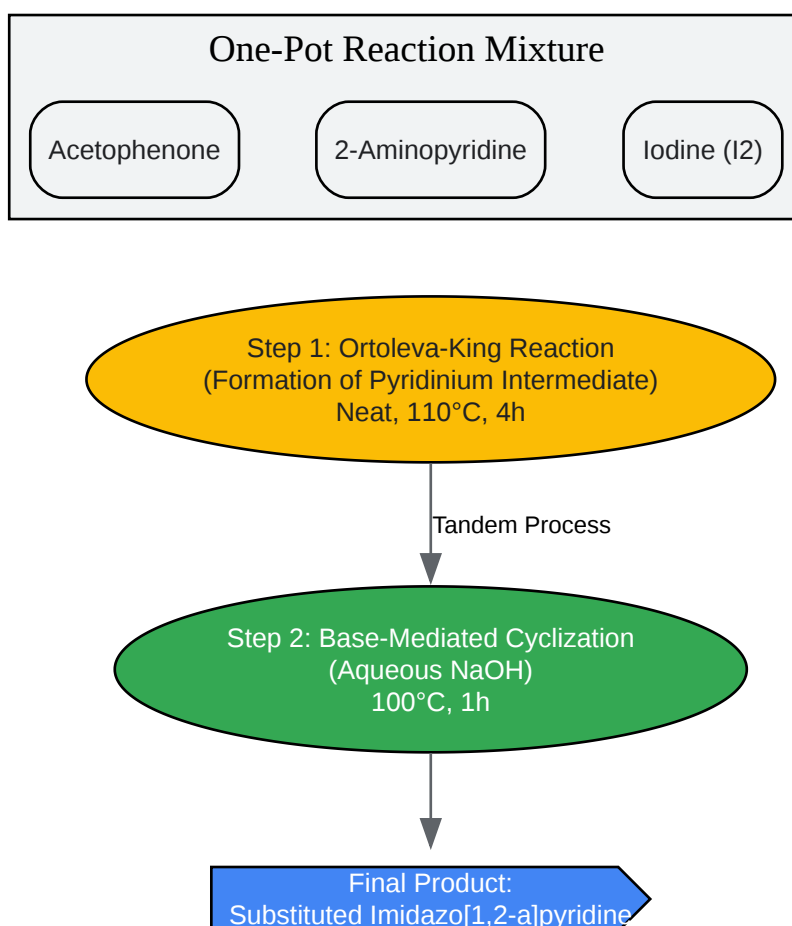 One-Pot Reaction Mixture
Acetophenone
2-Aminopyridine
Iodine (I2)
Step 1: Ortoleva-King Reaction
(Formation of Pyridinium Intermediate)
Neat, 110°C, 4h
Tandem Process
Step 2: Base-Mediated Cyclization
(Aqueous NaOH)
100°C, 1h
Final Product:
Substituted Imidazo[1,2-a]pyridine